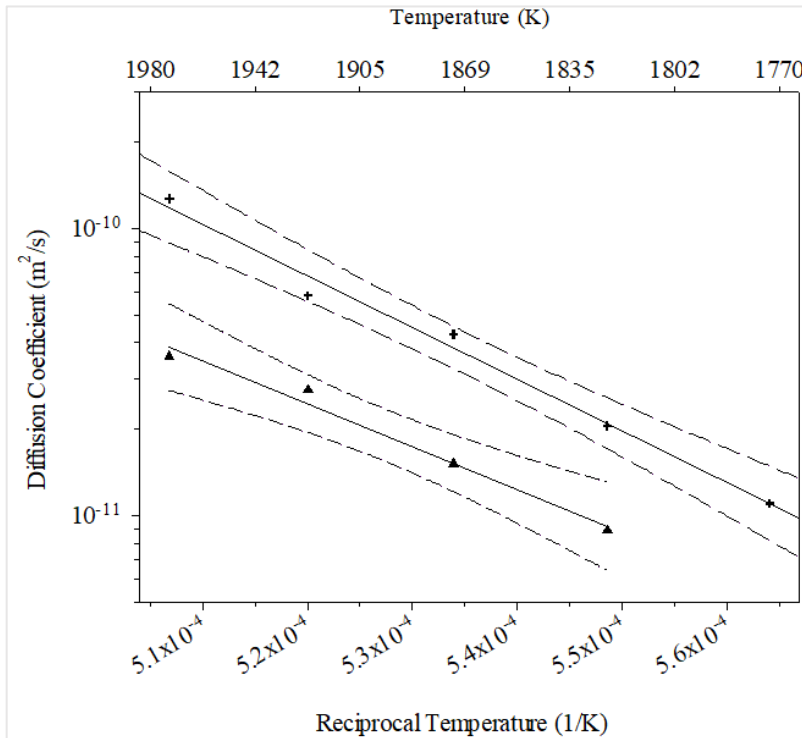 Temperature (K)
1980 1942 1905 1869 1835 1802 1770
Diffusion Coefficient (m²/s)
10⁻¹⁰
10⁻¹¹
5.1x10⁻⁴ 5.2x10⁻⁴ 5.3x10⁻⁴ 5.4x10⁻⁴ 5.5x10⁻⁴ 5.6x10⁻⁴
Reciprocal Temperature (1/K)